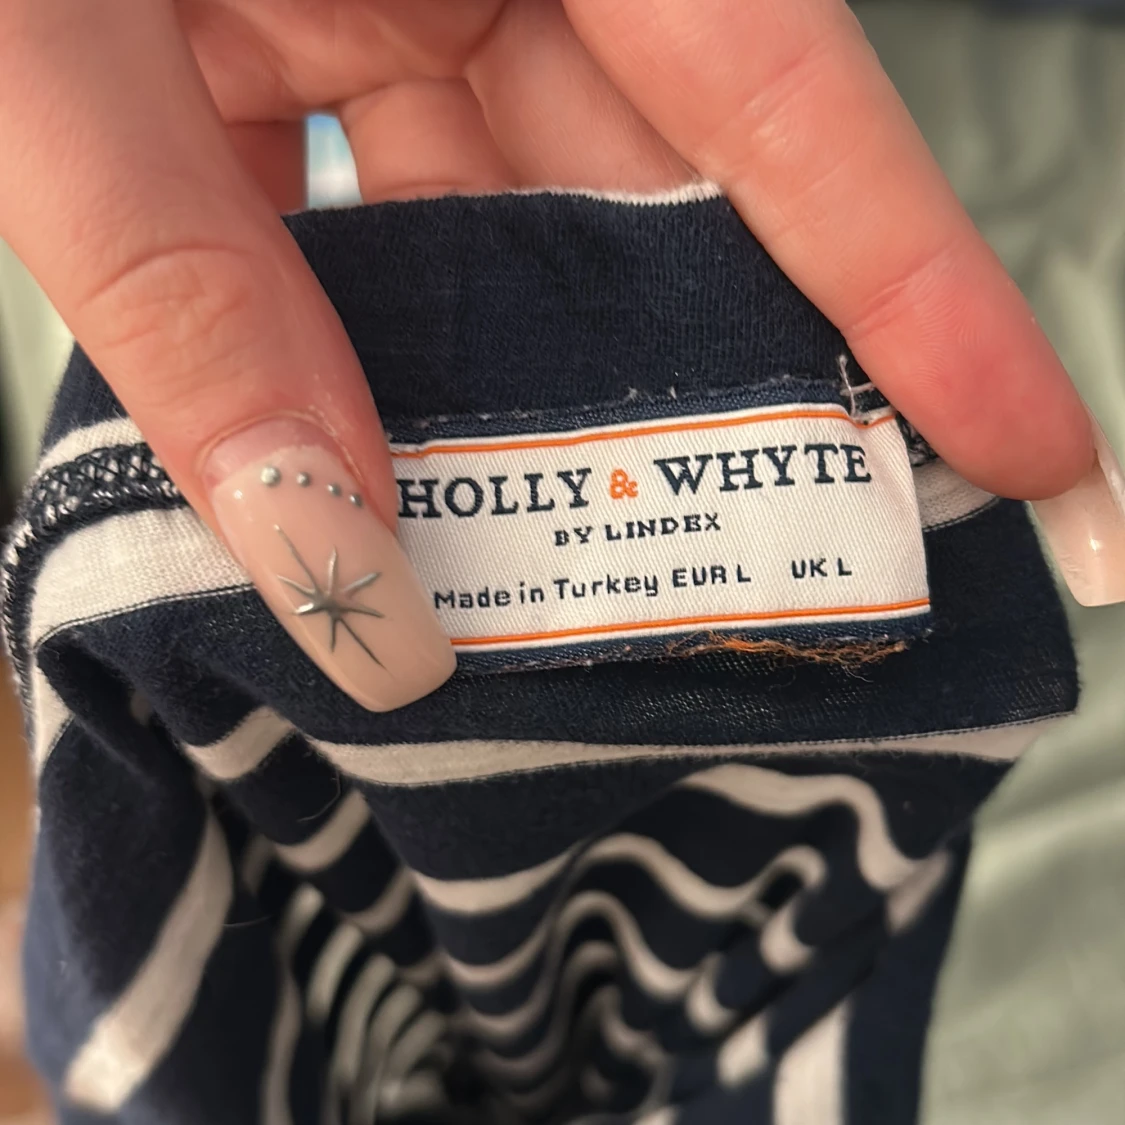 HOLLY & WHYTE
BY LINDEX
Made in Turkey EUR L UK L